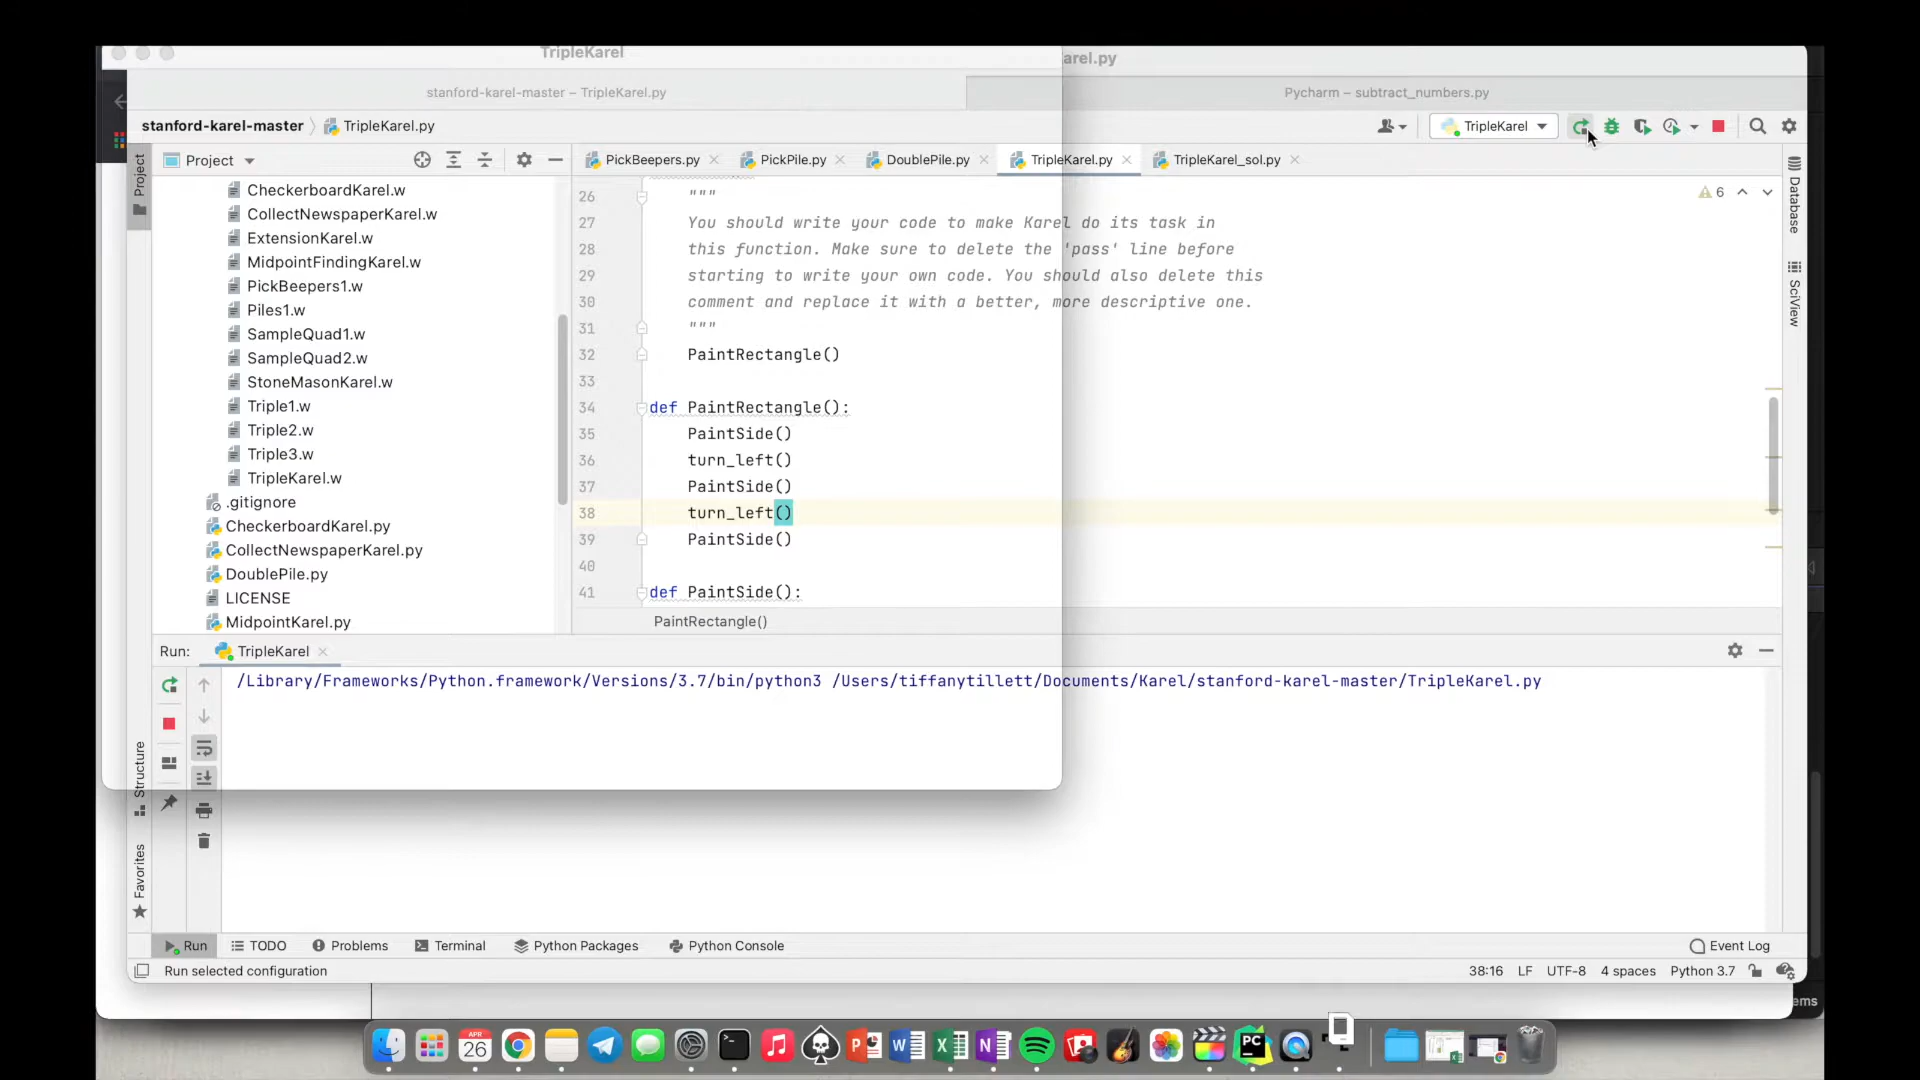 TripleKarel
arel.py
stanford-karel-master – TripleKarel.py
Pycharm – subtract_numbers.py
stanford-karel-master 〉 TripleKarel.py
TripleKarel
Project
Project
PickBeepers.py
PickPile.py
DoublePile.py
TripleKarel.py
TripleKarel_sol.py
Database
SciView
CheckerboardKarel.w
CollectNewspaperKarel.w
ExtensionKarel.w
MidpointFindingKarel.w
PickBeepers1.w
Piles1.w
SampleQuad1.w
SampleQuad2.w
StoneMasonKarel.w
Triple1.w
Triple2.w
Triple3.w
TripleKarel.w
.gitignore
CheckerboardKarel.py
CollectNewspaperKarel.py
DoublePile.py
LICENSE
MidpointKarel.py
6
26 """
27 You should write your code to make Karel do its task in
28 this function. Make sure to delete the 'pass' line before
29 starting to write your own code. You should also delete this
30 comment and replace it with a better, more descriptive one.
31 """
32 PaintRectangle()
33
34 def PaintRectangle():
35 PaintSide()
36 turn_left()
37 PaintSide()
38 turn_left()
39 PaintSide()
40
41 def PaintSide():
PaintRectangle()
Run: TripleKarel
/Library/Frameworks/Python.framework/Versions/3.7/bin/python3 /Users/tiffanytillett/Documents/Karel/stanford-karel-master/TripleKarel.py
Structure
Favorites
Run TODO Problems Terminal Python Packages Python Console Event Log
Run selected configuration
38:16 LF UTF-8 4 spaces Python 3.7
ems
APR
26
P
W
X
N
PC